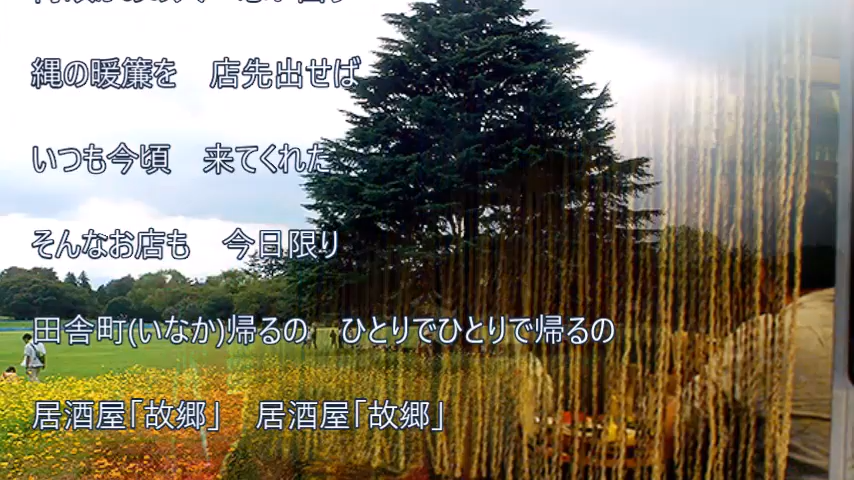 縄の暖簾を　店先出せば
いつも今頃　来てくれた
そんなお店も　今日限り
田舎町(いなか)帰るの　ひとりでひとりで帰るの
居酒屋｢故郷｣　居酒屋｢故郷｣